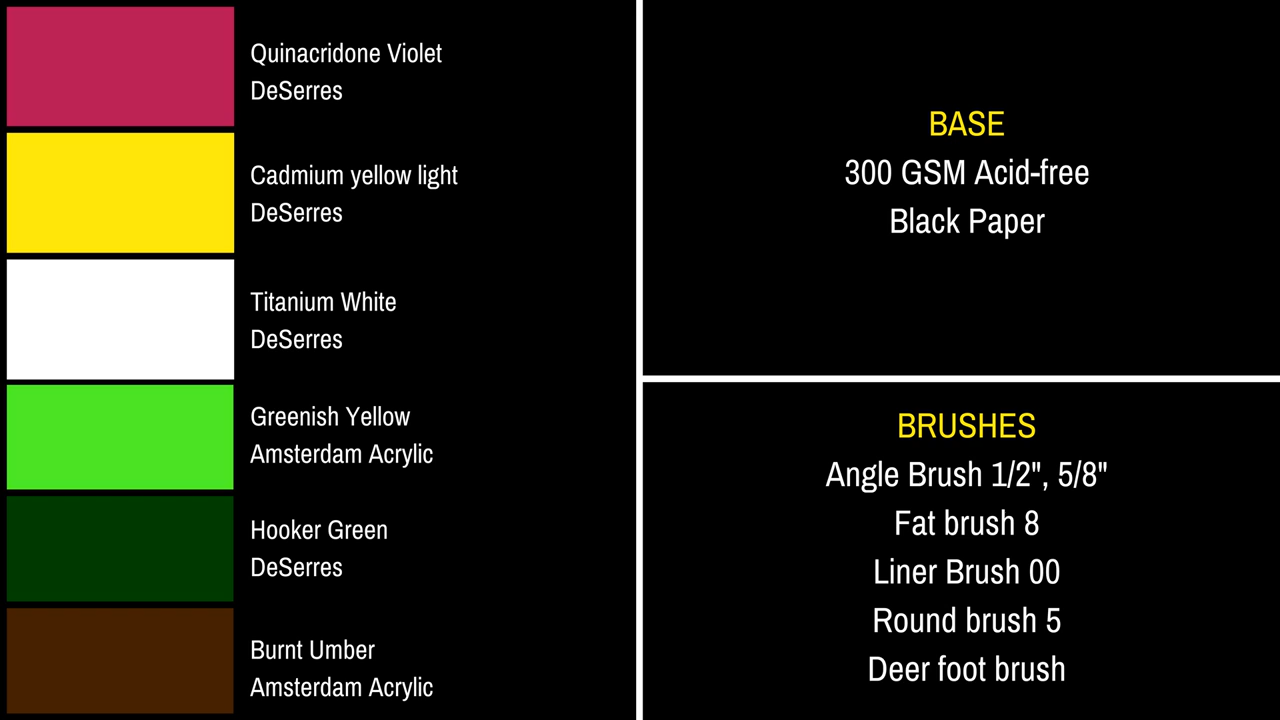 Quinacridone Violet
DeSerres
Cadmium yellow light
DeSerres
Titanium White
DeSerres
Greenish Yellow
Amsterdam Acrylic
Hooker Green
DeSerres
Burnt Umber
Amsterdam Acrylic
BASE
300 GSM Acid-free
Black Paper
BRUSHES
Angle Brush 1/2", 5/8"
Fat brush 8
Liner Brush 00
Round brush 5
Deer foot brush